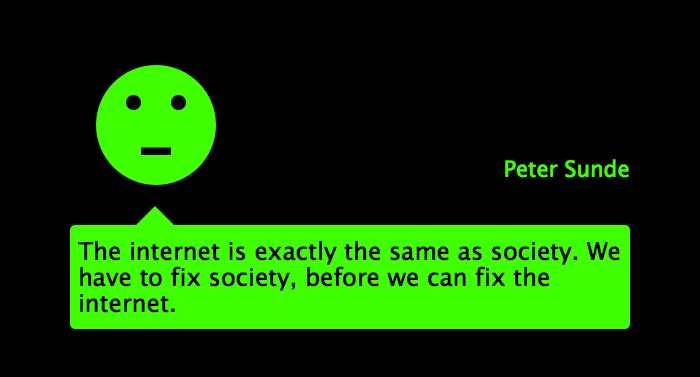 Peter Sunde
The internet is exactly the same as society. We
have to fix society, before we can fix the
internet.